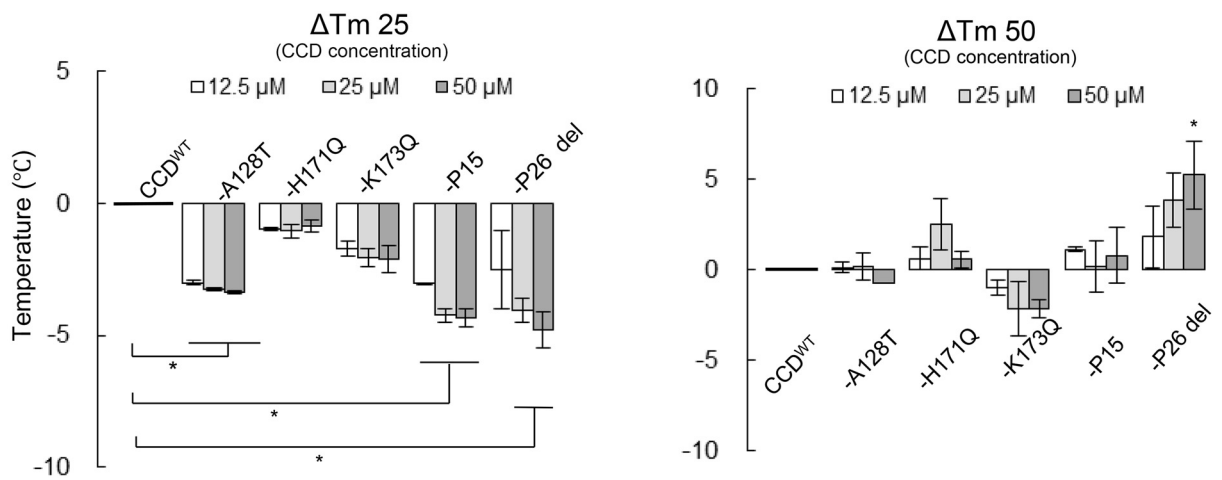 ΔTm 25
(CCD concentration)
12.5 μM 25 μM 50 μM
Temperature (℃)
5
0
-5
-10
CCDWT
-A128T
-H171Q
-K173Q
-P15
-P26 del
*
*
*
ΔTm 50
(CCD concentration)
12.5 μM 25 μM 50 μM
10
5
0
-5
-10
*
CCDWT
-A128T
-H171Q
-K173Q
-P15
-P26 del